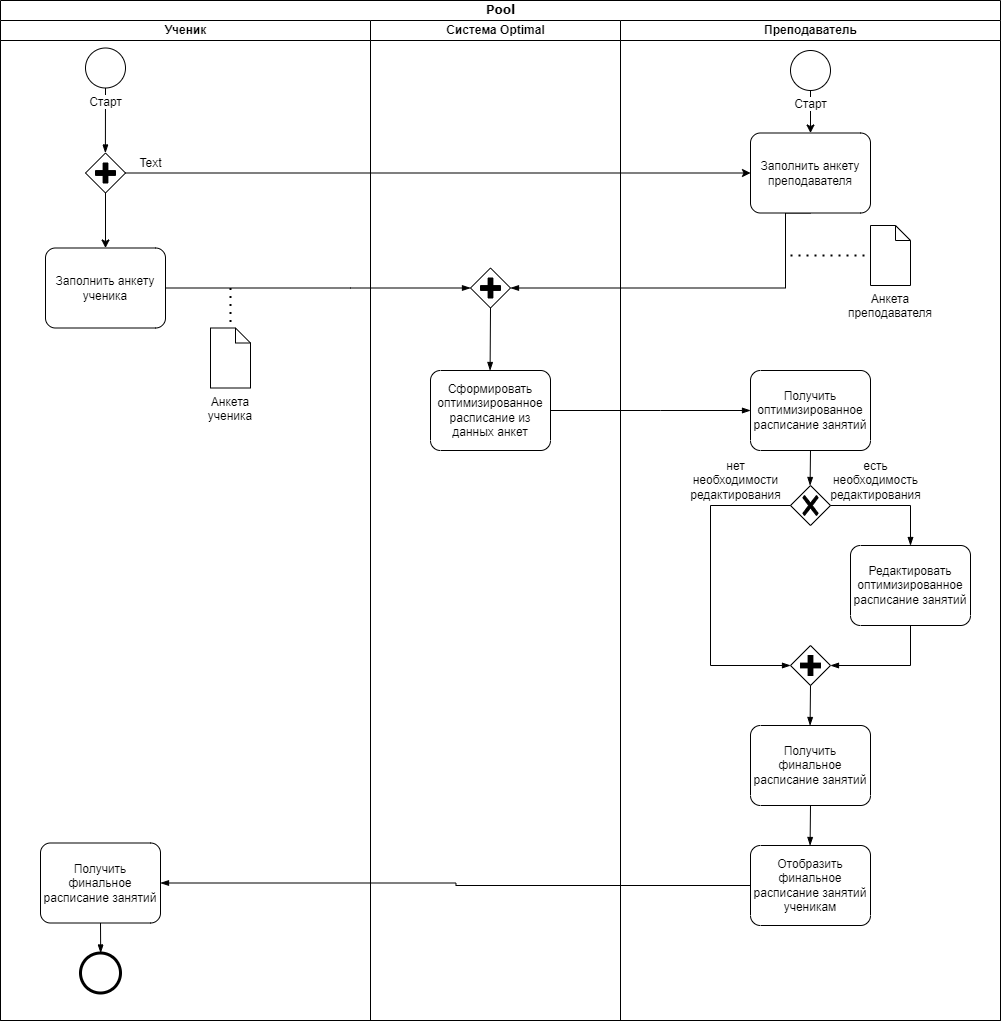 Pool
Ученик
Система Optimal
Преподаватель
Старт
Старт
Text
Заполнить анкету
преподавателя
Заполнить анкету
ученика
Анкета
преподавателя
Анкета
ученика
Сформировать
оптимизированное
расписание из
данных анкет
Получить
оптимизированное
расписание занятий
нет
необходимости
редактирования
есть
необходимость
редактирования
Редактировать
оптимизированное
расписание занятий
Получить
финальное
расписание занятий
Получить
финальное
расписание занятий
Отобразить
финальное
расписание занятий
ученикам